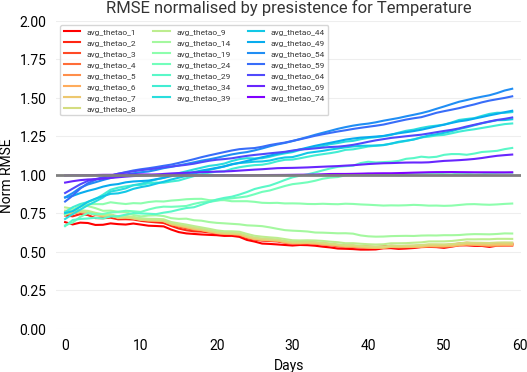 RMSE normalised by presistence for Temperature
2.00
1.75
1.50
1.25
1.00
0.75
0.50
0.25
0.00
Norm RMSE
avg_thetao_1
avg_thetao_2
avg_thetao_3
avg_thetao_4
avg_thetao_5
avg_thetao_6
avg_thetao_7
avg_thetao_8
avg_thetao_9
avg_thetao_14
avg_thetao_19
avg_thetao_24
avg_thetao_29
avg_thetao_34
avg_thetao_39
avg_thetao_44
avg_thetao_49
avg_thetao_54
avg_thetao_59
avg_thetao_64
avg_thetao_69
avg_thetao_74
0 10 20 30 40 50 60
Days